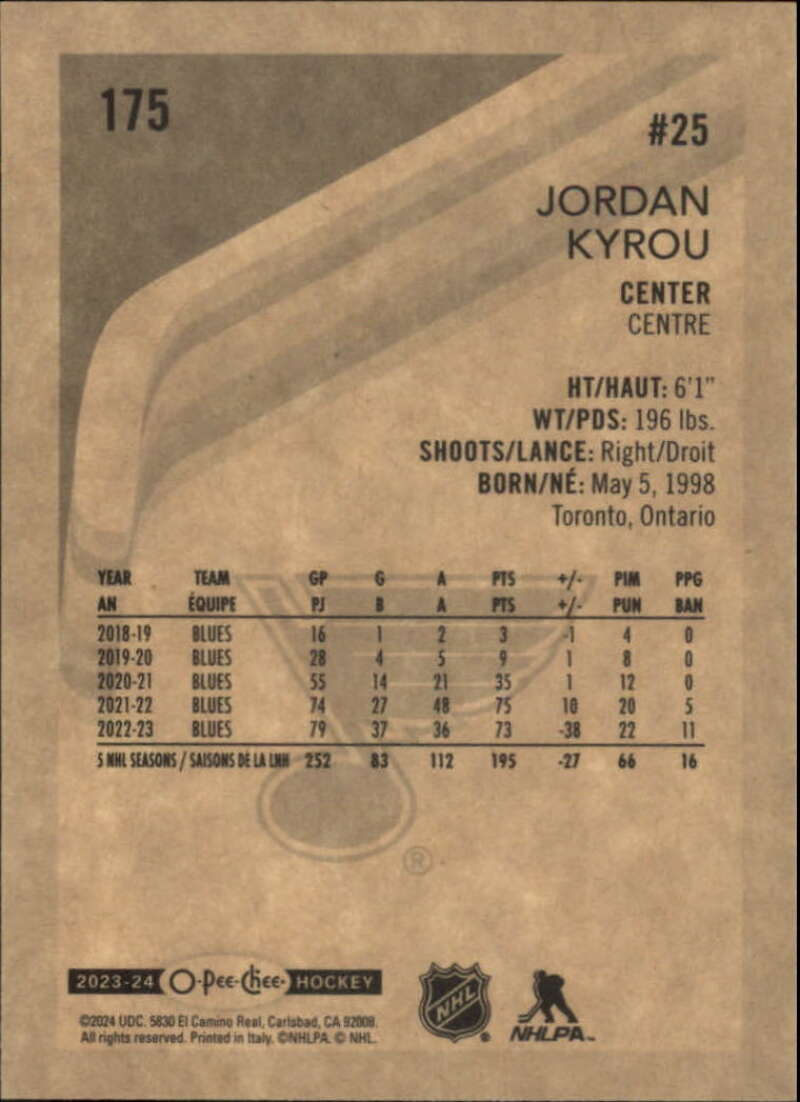 175
#25
JORDAN
KYROU
CENTER
CENTRE
HT/HAUT: 6'1"
WT/PDS: 196 lbs.
SHOOTS/LANCE: Right/Droit
BORN/NÉ: May 5, 1998
Toronto, Ontario
YEAR TEAM GP G A PTS +/- PIM PPG
AN ÉQUIPE PJ B A PTS +/- PUN BAN
2018-19 BLUES 16 1 2 3 -1 4 0
2019-20 BLUES 28 4 5 9 1 8 0
2020-21 BLUES 55 14 21 35 1 12 0
2021-22 BLUES 74 27 48 75 10 20 5
2022-23 BLUES 79 37 36 73 -38 22 11
5 NHL SEASONS / SAISONS DE LA LNH 252 83 112 195 -27 66 16
®
2023-24 O-Pee-Chee HOCKEY
©2024 UDC. 5830 El Camino Real, Carlsbad, CA 92008.
All rights reserved. Printed in Italy. ©NHLPA. © NHL.
NHL
NHLPA